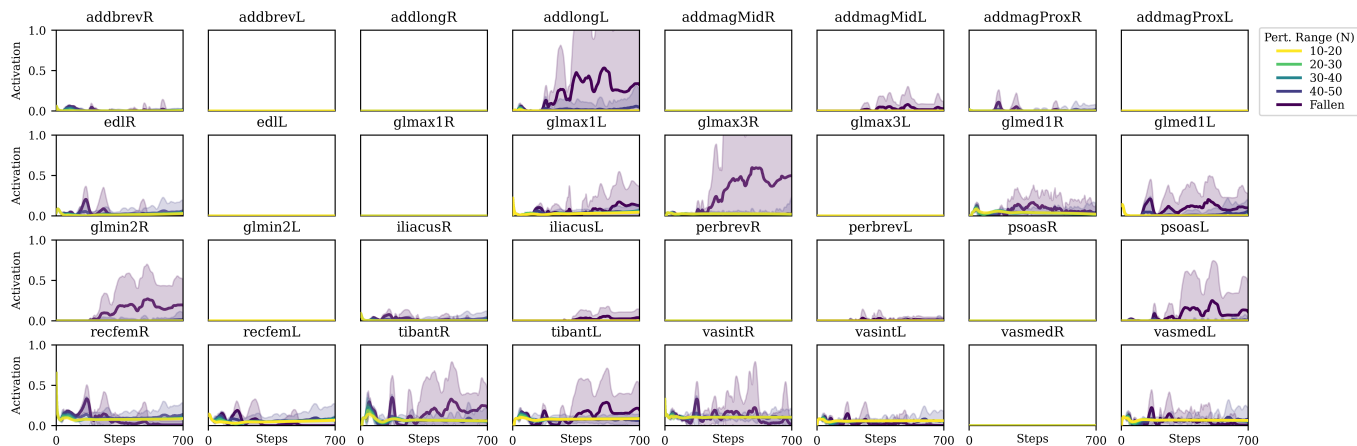 addbrevR addbrevL addlongR addlongL addmagMidR addmagMidL addmagProxR addmagProxL
Activation
1.0
0.5
0.0
Pert. Range (N)
10-20
20-30
30-40
40-50
Fallen
edlR edlL glmax1R glmax1L glmax3R glmax3L glmed1R glmed1L
Activation
1.0
0.5
0.0
glmin2R glmin2L iliacusR iliacusL perbrevR perbrevL psoasR psoasL
Activation
1.0
0.5
0.0
recfemR recfemL tibantR tibantL vasintR vasintL vasmedR vasmedL
Activation
1.0
0.5
0.0
0 Steps 700 0 Steps 700 0 Steps 700 0 Steps 700 0 Steps 700 0 Steps 700 0 Steps 700 0 Steps 700